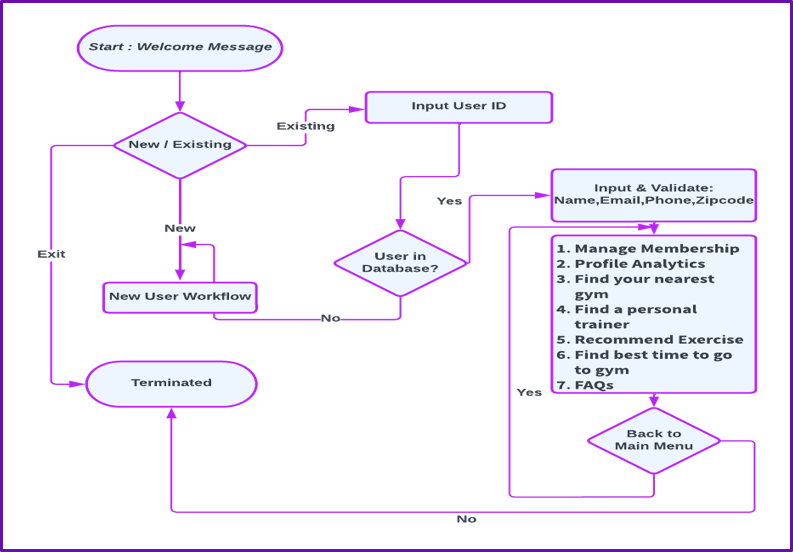 Start : Welcome Message
Input User ID
Existing
New / Existing
Input & Validate:
Name,Email,Phone,Zipcode
Yes
New
Exit
User in
Database?
1. Manage Membership
2. Profile Analytics
3. Find your nearest
gym
4. Find a personal
trainer
5. Recommend Exercise
6. Find best time to go
to gym
7. FAQs
New User Workflow
No
Terminated
Yes
Back to
Main Menu
No